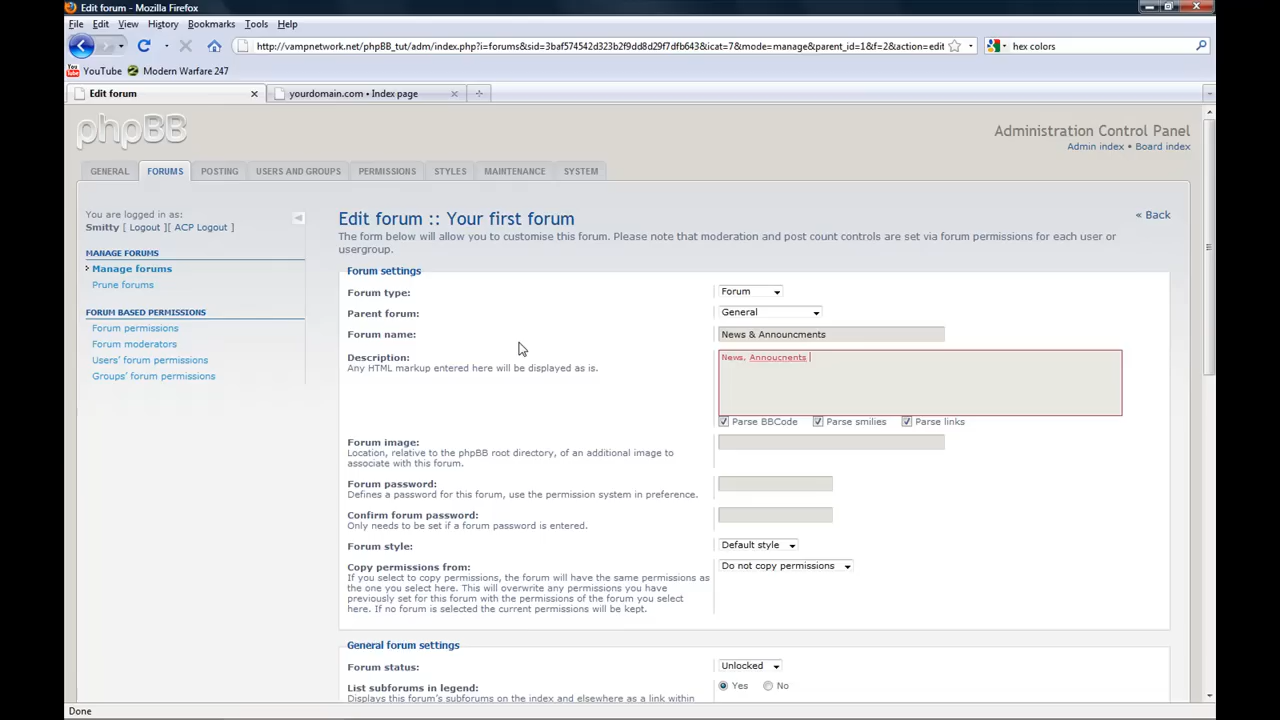 Edit forum - Mozilla Firefox
File Edit View History Bookmarks Tools Help
http://vampnetwork.net/phpBB_tut/adm/index.php?i=forums&sid=3baf574542d323b2f9dd8d29f7dfb643&icat=7&mode=manage&parent_id=1&f=2&action=edit hex colors
YouTube Modern Warfare 247
Edit forum yourdomain.com • Index page
phpBB
Administration Control Panel
Admin index • Board index
GENERAL FORUMS POSTING USERS AND GROUPS PERMISSIONS STYLES MAINTENANCE SYSTEM
You are logged in as:
Smitty [ Logout ][ ACP Logout ]
MANAGE FORUMS
Manage forums
Prune forums
FORUM BASED PERMISSIONS
Forum permissions
Forum moderators
Users' forum permissions
Groups' forum permissions
Edit forum :: Your first forum
« Back
The form below will allow you to customise this forum. Please note that moderation and post count controls are set via forum permissions for each user or
usergroup.
Forum settings
Forum type: Forum
Parent forum: General
Forum name: News & Announcments
Description: News, Annoucnents
Any HTML markup entered here will be displayed as is.
Parse BBCode Parse smilies Parse links
Forum image:
Location, relative to the phpBB root directory, of an additional image to
associate with this forum.
Forum password:
Defines a password for this forum, use the permission system in preference.
Confirm forum password:
Only needs to be set if a forum password is entered.
Forum style: Default style
Copy permissions from: Do not copy permissions
If you select to copy permissions, the forum will have the same permissions as
the one you select here. This will overwrite any permissions you have
previously set for this forum with the permissions of the forum you select
here. If no forum is selected the current permissions will be kept.
General forum settings
Forum status: Unlocked
List subforums in legend: Yes No
Displays this forum's subforums on the index and elsewhere as a link within
Done